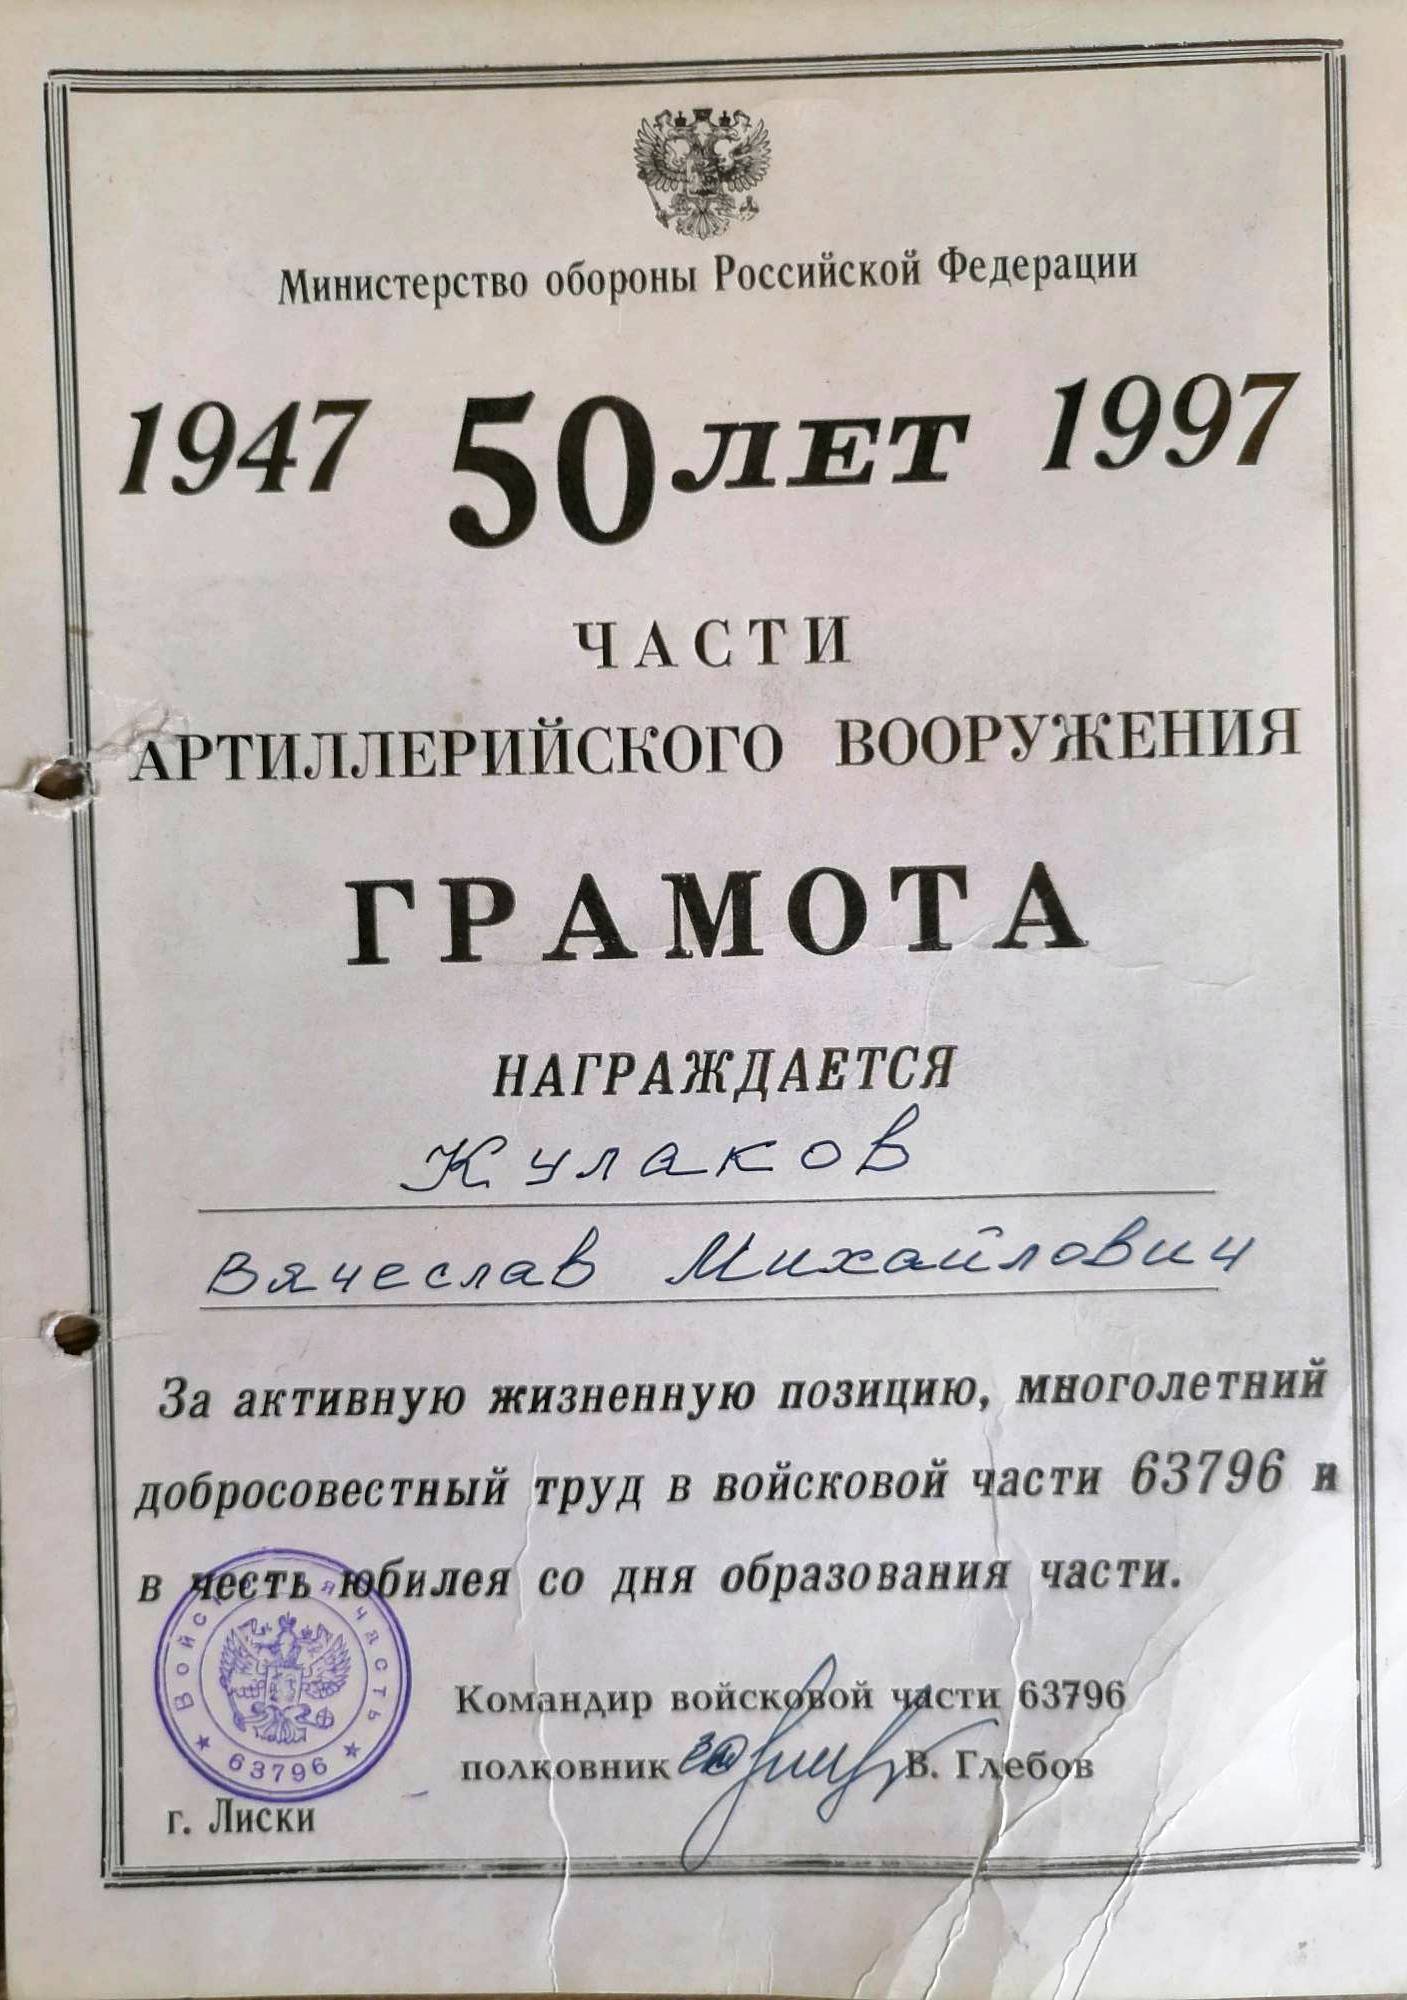 Министерство обороны Российской Федерации
1947 50 ЛЕТ 1997
ЧАСТИ
АРТИЛЛЕРИЙСКОГО ВООРУЖЕНИЯ
ГРАМОТА
НАГРАЖДАЕТСЯ
Кулаков
Вячеслав Михайлович
За активную жизненную позицию, многолетний
добросовестный труд в войсковой части 63796 и
в честь юбилея со дня образования части.
Войсковая часть
63796
Командир войсковой части 63796
полковник В. Глебов
г. Лиски